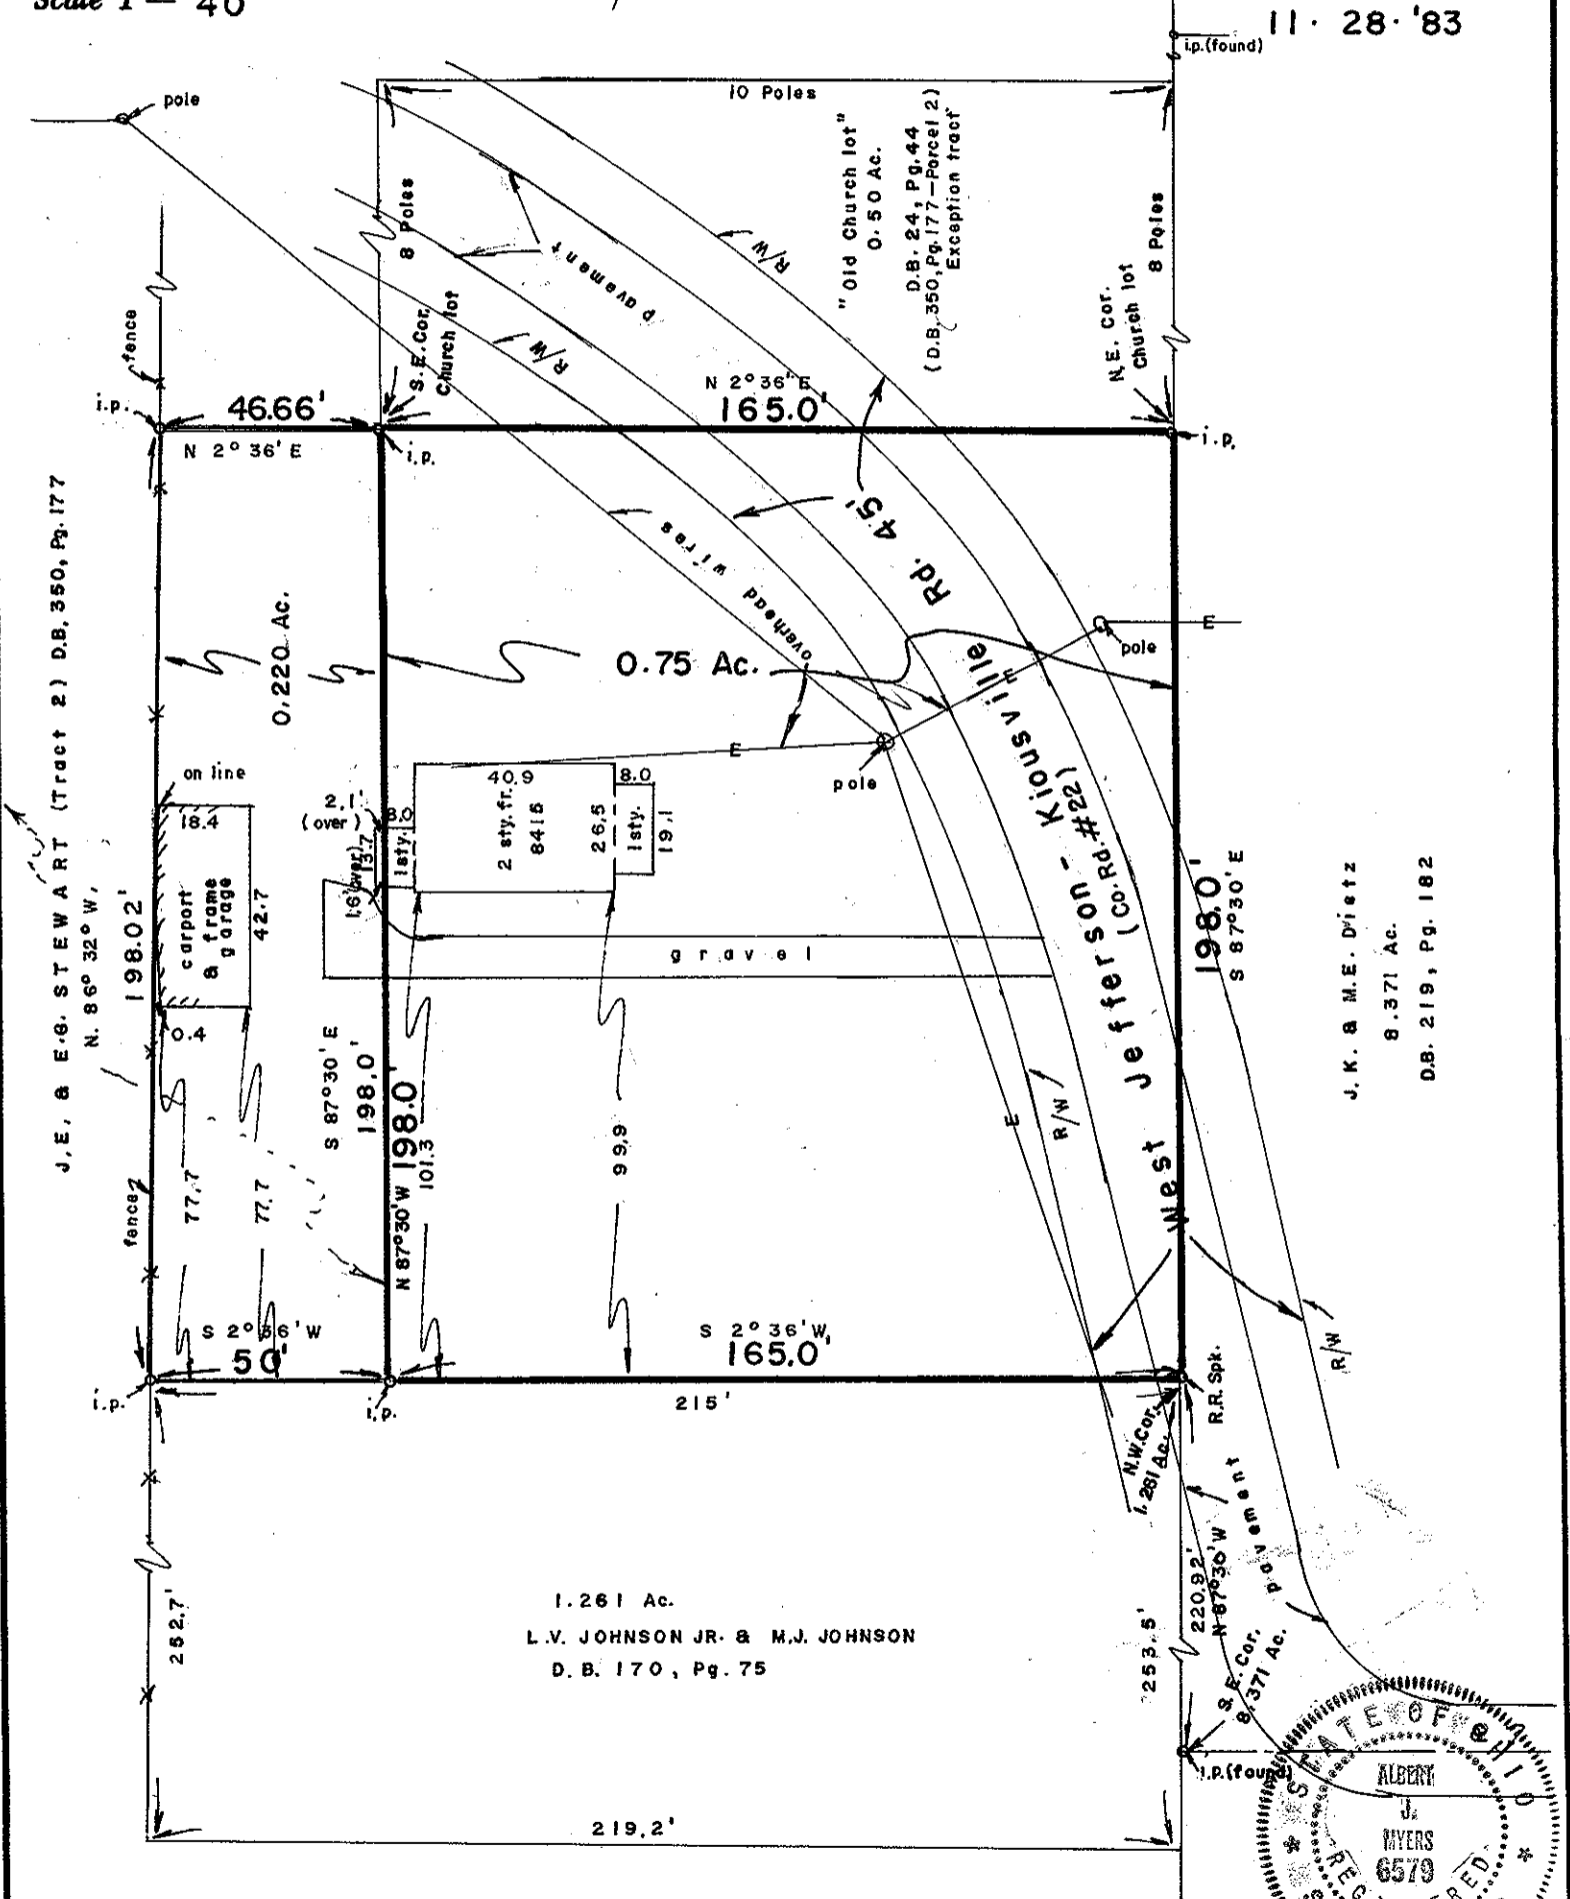 Scale 1" = 40'
11 · 28 · '83
i.p. (found)
pole
10 Poles
8 Poles
"Old Church lot"
0.50 Ac.
D.B. 24, Pg. 44
(D.B. 350, Pg. 177 - Parcel 2)
Exception tract
8 Poles
R/W
pavement
R/W
fence
S.E. Cor.
Church lot
N.E. Cor.
Church lot
i.p.
46.66'
N 2° 36' E
i.p.
N 2° 36' E
165.0'
i.p.
J.E. & E.G. STEWART (Tract 2) D.B. 350, Pg. 177
N. 86° 32' W.
198.02'
0.220 Ac.
0.75 Ac.
overhead wires
West Jefferson - Kiousville Rd. 45'
(Co. Rd. #22)
E
pole
E
E
pole
on line
18.4
carport
& frame
garage
42.7
0.4
2.1
(over)
8.0
1 sty.
13.7
1.6 (over)
40.9
2 sty. fr.
8415
26.5
8.0
1 sty.
19.1
gravel
198.0'
S 87° 30' E
J. K. & M.E. Dietz
8.371 Ac.
D.B. 219, Pg. 182
S 87° 30' E
198.0'
N 87° 30' W 198.0'
101.3
99.9
77.7
77.7
fence
E
R/W
R/W
S 2° 36' W
50'
S 2° 36' W
165.0'
215'
i.p.
i.p.
R.R. Spk.
N.W. Cor.
1.261 Ac.
pavement
220.92'
N 87° 30' W
252.7'
253.5'
1.261 Ac.
L.V. JOHNSON JR. & M.J. JOHNSON
D.B. 170, Pg. 75
S.E. Cor.
8.371 Ac.
i.p. (found)
219.2'
STATE OF OHIO
ALBERT
J.
MYERS
6579